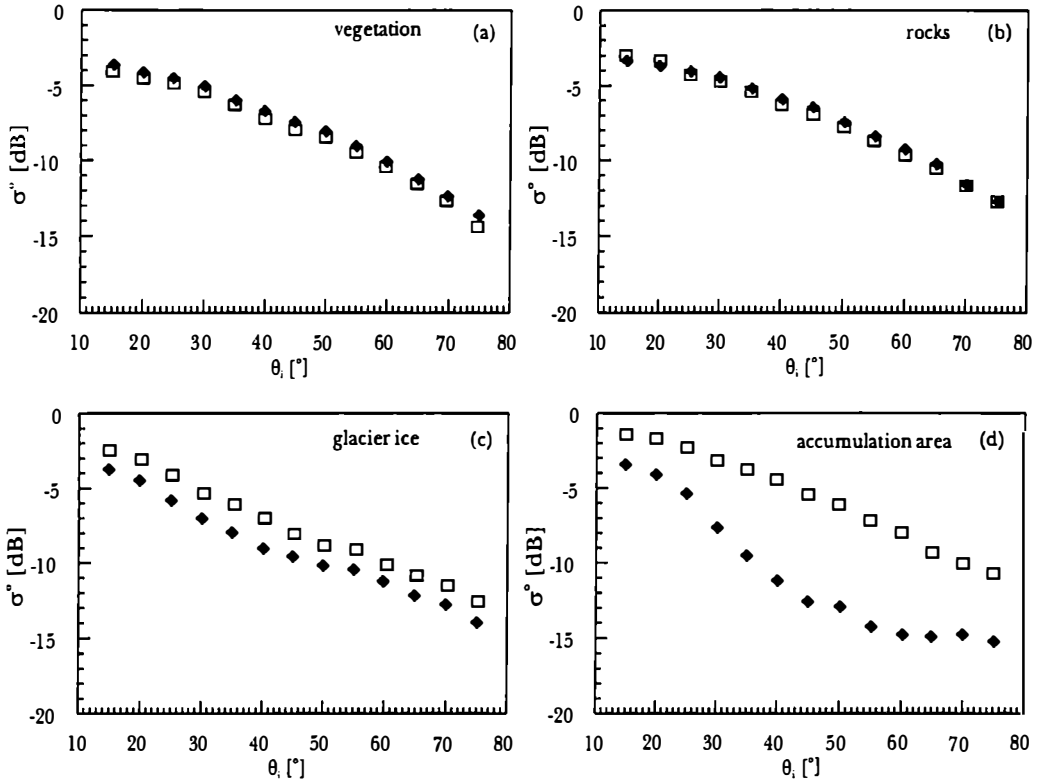 vegetation (a)
0
-5
-10
-15
-20
σ° [dB]
10 20 30 40 50 60 70 80
θi [°]
rocks (b)
0
-5
-10
-15
-20
σ° [dB]
10 20 30 40 50 60 70 80
θi [°]
glacier ice (c)
0
-5
-10
-15
-20
σ° [dB]
10 20 30 40 50 60 70 80
θi [°]
accumulation area (d)
0
-5
-10
-15
-20
σ° [dB]
10 20 30 40 50 60 70 80
θi [°]